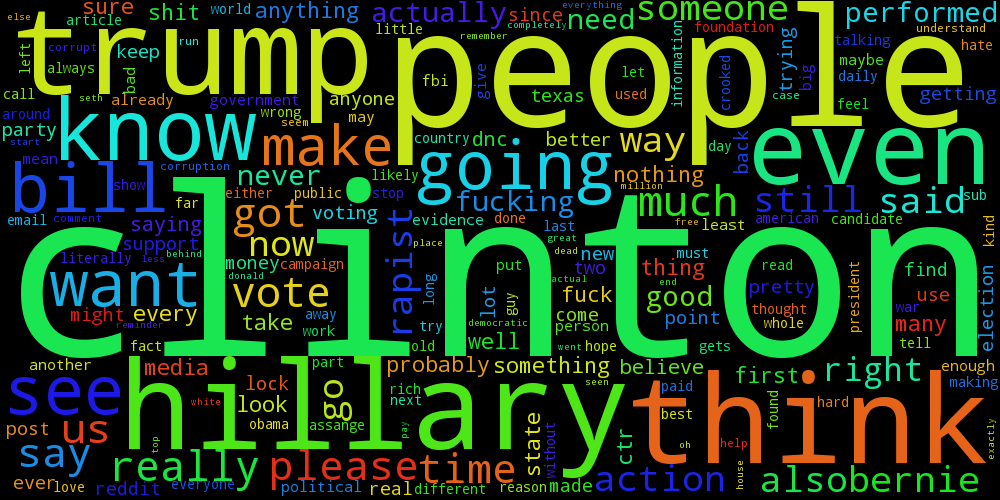 else
sure
shit
world
anything
actually
since
someone
everything
need
performed
article
little
completely
foundation
understand
remember
trump
people
left
corrupt
run
keep
always
bad
fbi
give
let
information
crooked
trying
talking
maybe
hate
big
daily
call
seth
already
government
anyone
texas
used
case
feel
getting
around
party
know
wrong
seem
may
make
country
dnc
better
way
day
back
even
start
mean
corruption
likely
going
nothing
bill
show
far
never
either
public
stop
fucking
million
much
still
said
sub
email
comment
saying
got
voting
rapist
evidence
done
last
free
least
american
candidate
kind
support
now
place
great
new
must
literally
less
behind
money
campaign
dead
clinton
want
donald
long
put
actual
two
thing
read
pretty
president
find
might
every
vote
lot
guy
fuck
end
good
thought
war
use
election
reminder
take
away
work
try
democratic
come
person
point
whole
many
tell
fact
old
well
went
hope
gets
another
media
part
probably
something
believe
first
right
enough
making
see
hillary
lock
look
go
rich
next
seen
paid
think
found
hard
white
obama
assange
pay
best
post
us
state
without
ctr
oh
help
exactly
say
top
really
please
time
action
also
bernie
house
ever
love
reddit
everyone
political
real
different
reason
made